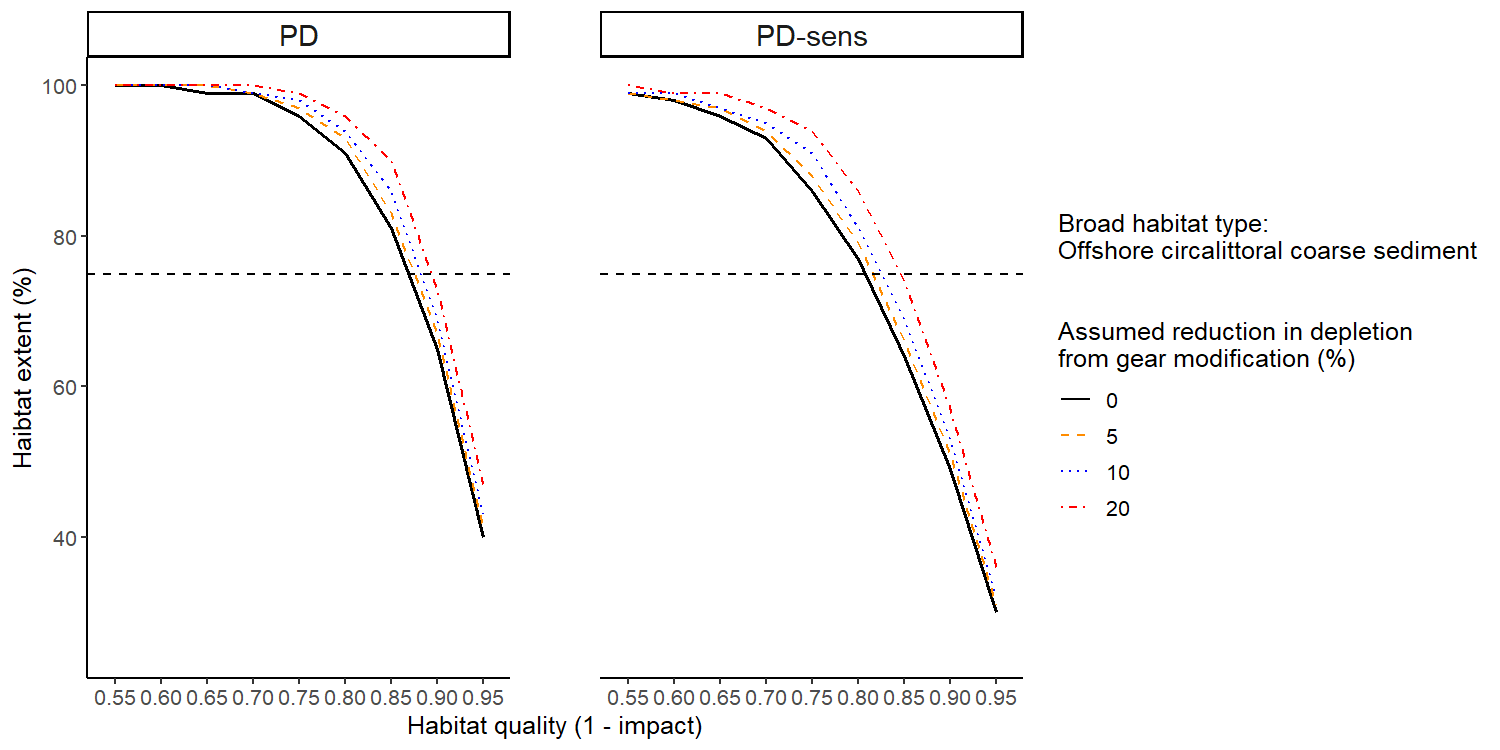 PD
PD-sens
100
80
60
40
Haibtat extent (%)
0.55 0.60 0.65 0.70 0.75 0.80 0.85 0.90 0.95
0.55 0.60 0.65 0.70 0.75 0.80 0.85 0.90 0.95
Habitat quality (1 - impact)
Broad habitat type:
Offshore circalittoral coarse sediment
Assumed reduction in depletion
from gear modification (%)
0
5
10
20